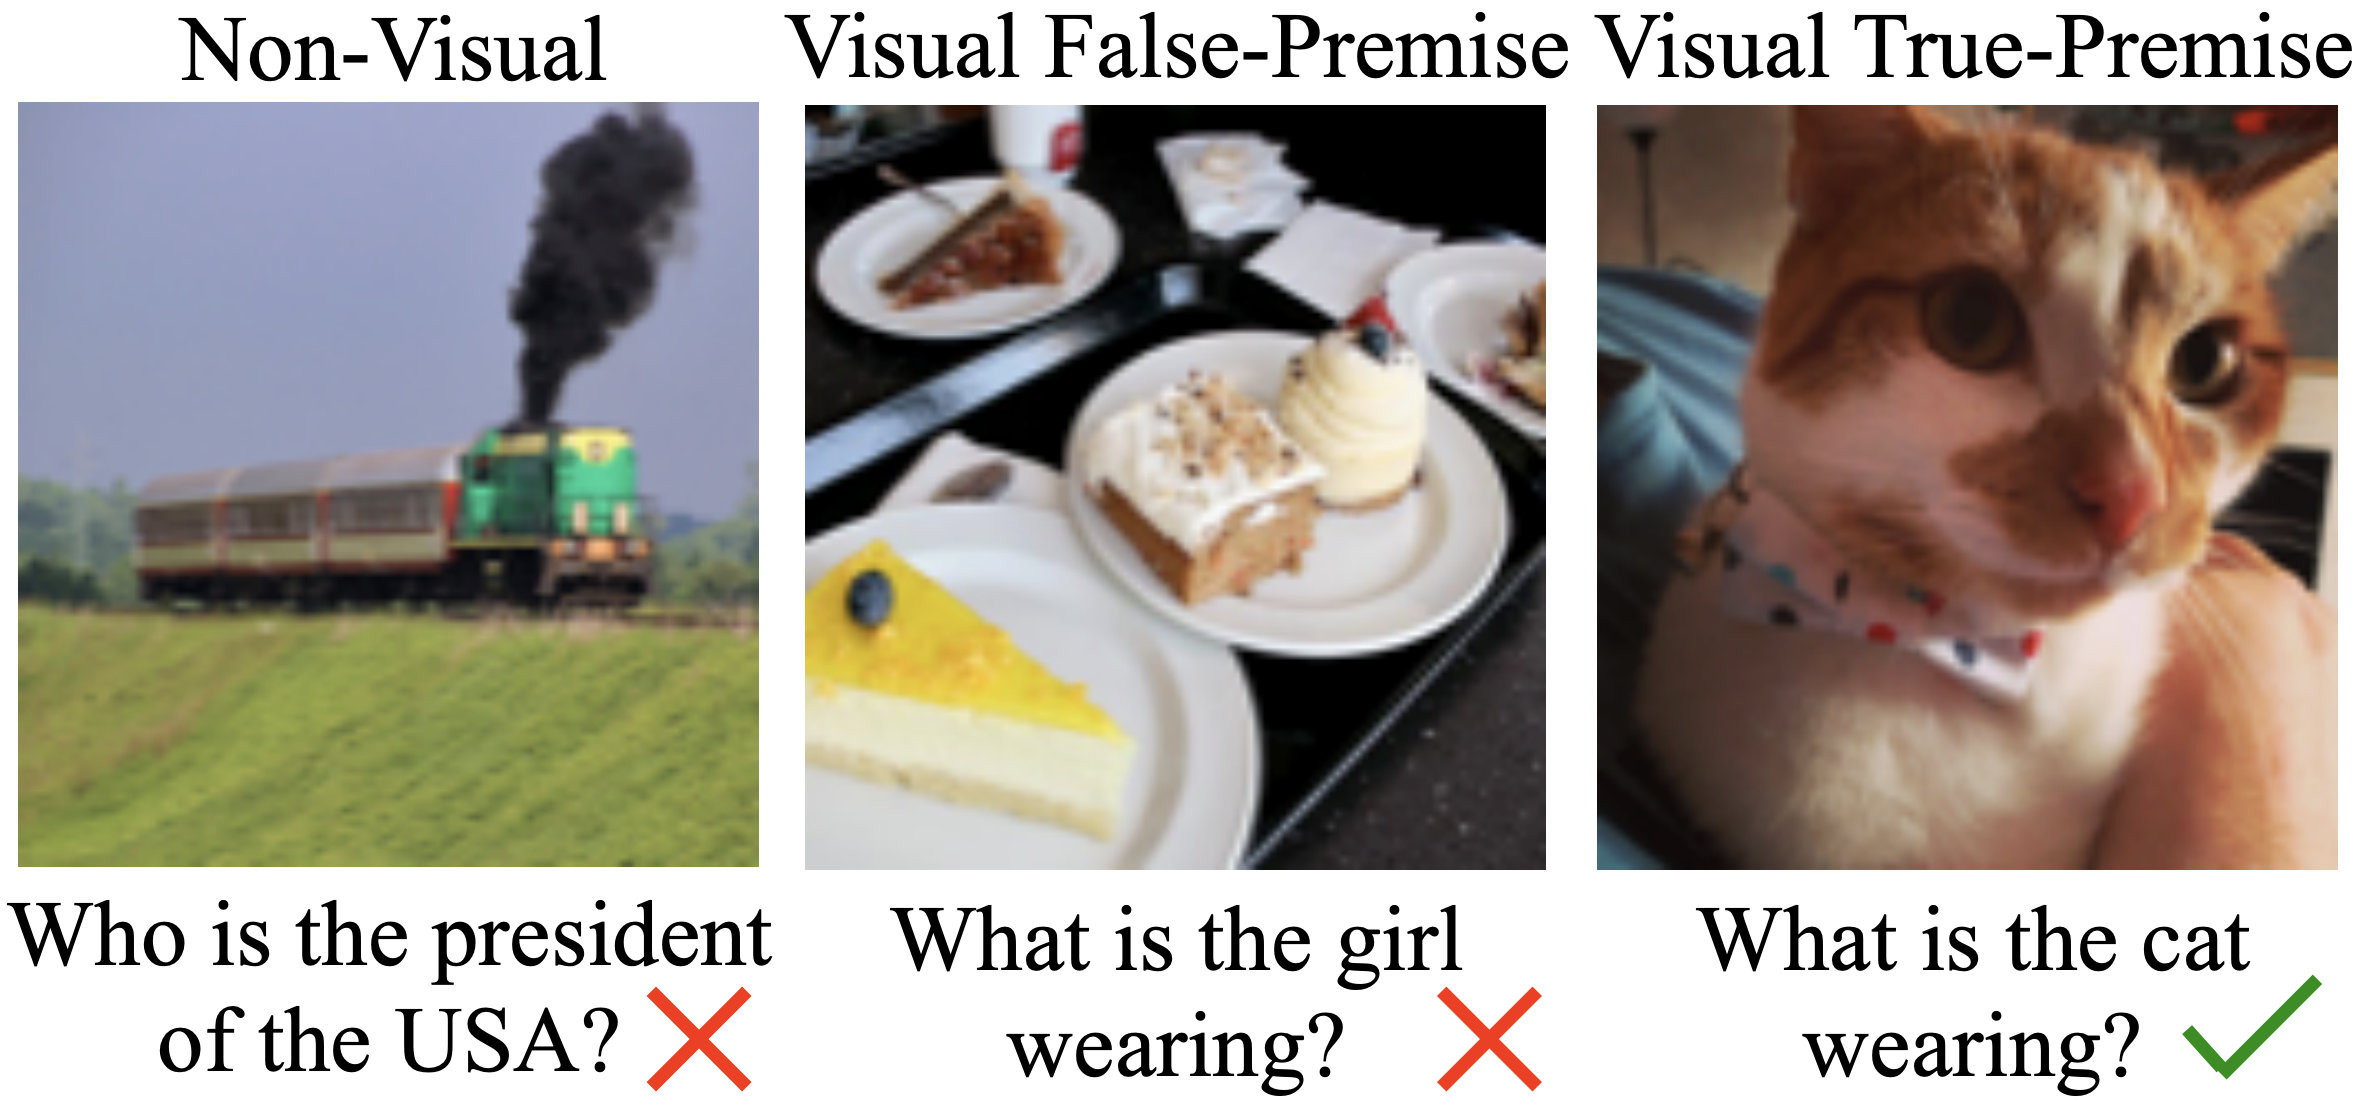 Non-Visual
Visual False-Premise
Visual True-Premise
Who is the president
of the USA?
What is the girl
wearing?
What is the cat
wearing?